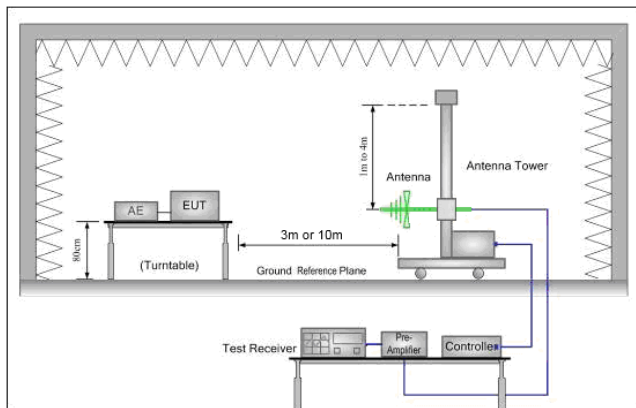 1m to 4m
Antenna
Antenna Tower
AE
EUT
3m or 10m
80cm
(Turntable)
Ground Reference Plane
Test Receiver
Pre-
Amplifier
Controller